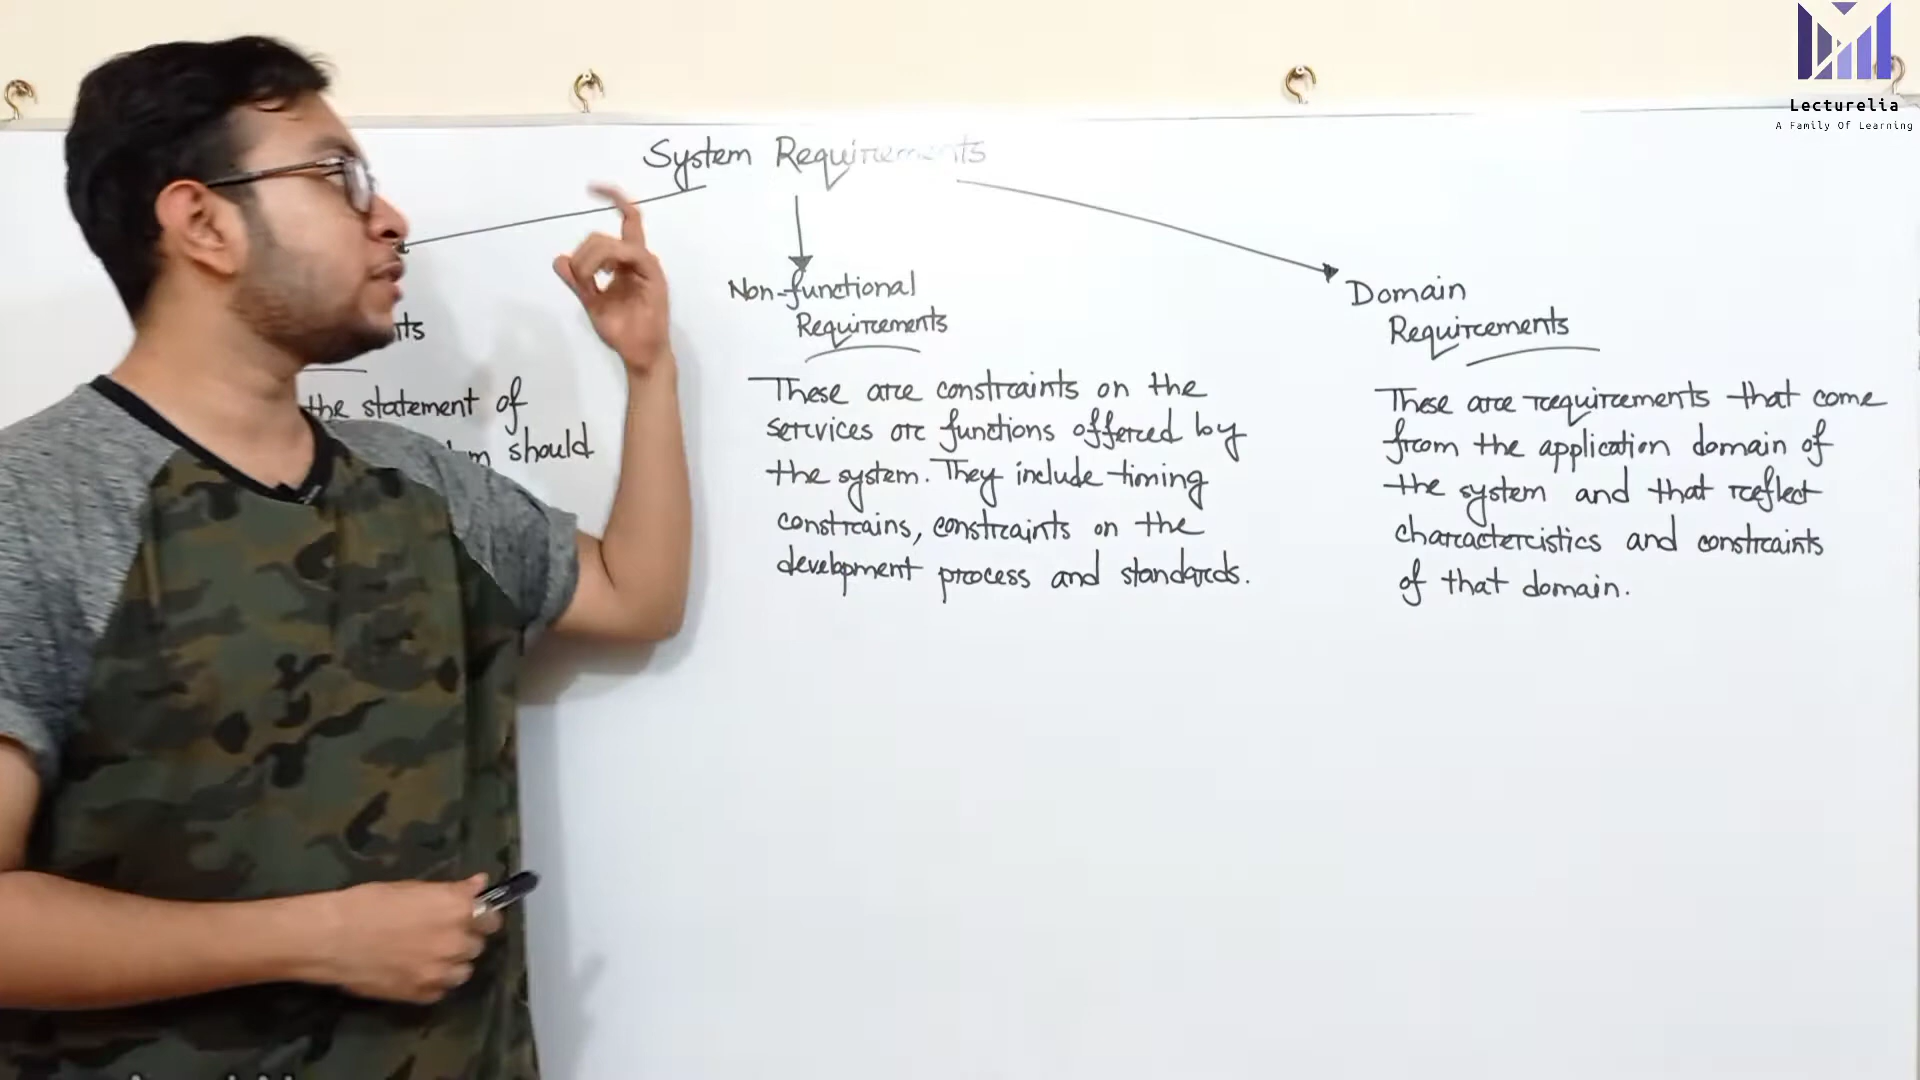 Lecturelia
A Family Of Learning
System Requirements
Non-functional
Requirements
These are constraints on the
services or functions offered by
the system. They include timing
constrains, constraints on the
development process and standards.
Domain
Requirements
These are requirements that come
from the application domain of
the system and that reflect
characteristics and constraints
of that domain.
the statement of
should